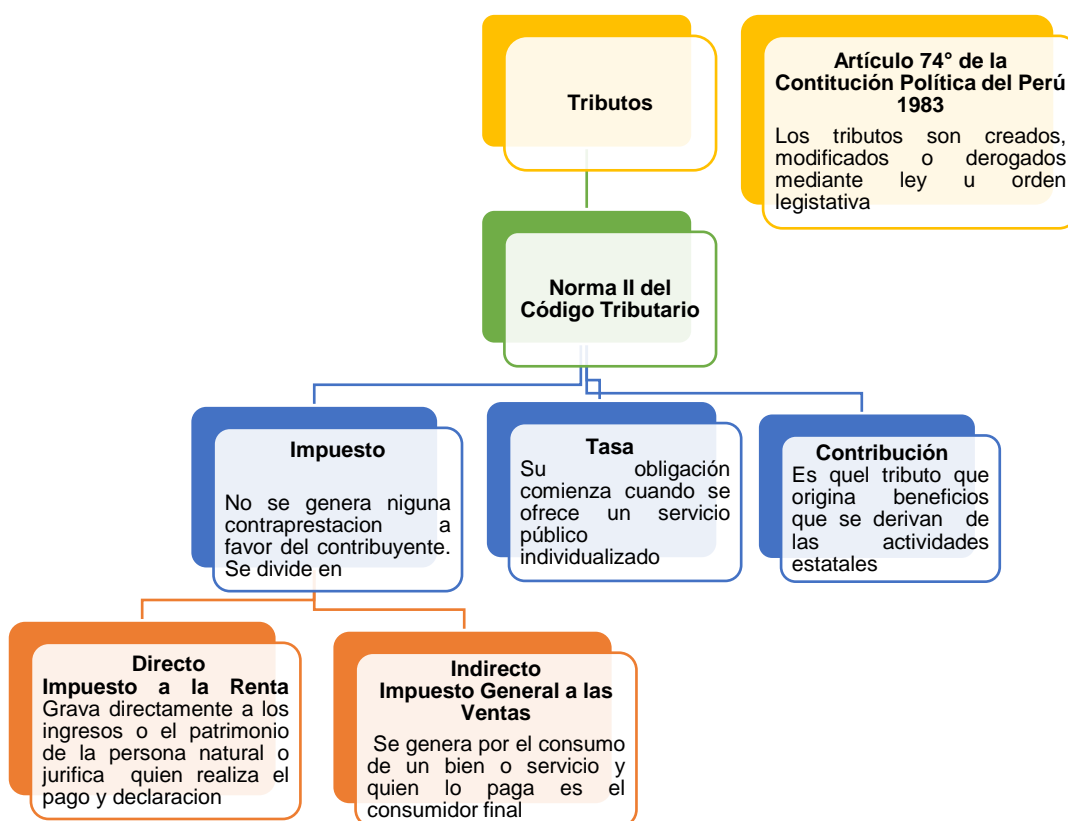 Tributos
Artículo 74° de la
Contitución Política del Perú
1983
Los tributos son creados,
modificados o derogados
mediante ley u orden
legistativa
Norma II del
Código Tributario
Impuesto
No se genera niguna
contraprestacion a
favor del contribuyente.
Se divide en
Tasa
Su obligación
comienza cuando se
ofrece un servicio
público
individualizado
Contribución
Es quel tributo que
origina beneficios
que se derivan de
las actividades
estatales
Directo
Impuesto a la Renta
Grava directamente a los
ingresos o el patrimonio
de la persona natural o
jurifica quien realiza el
pago y declaracion
Indirecto
Impuesto General a las
Ventas
Se genera por el consumo
de un bien o servicio y
quien lo paga es el
consumidor final